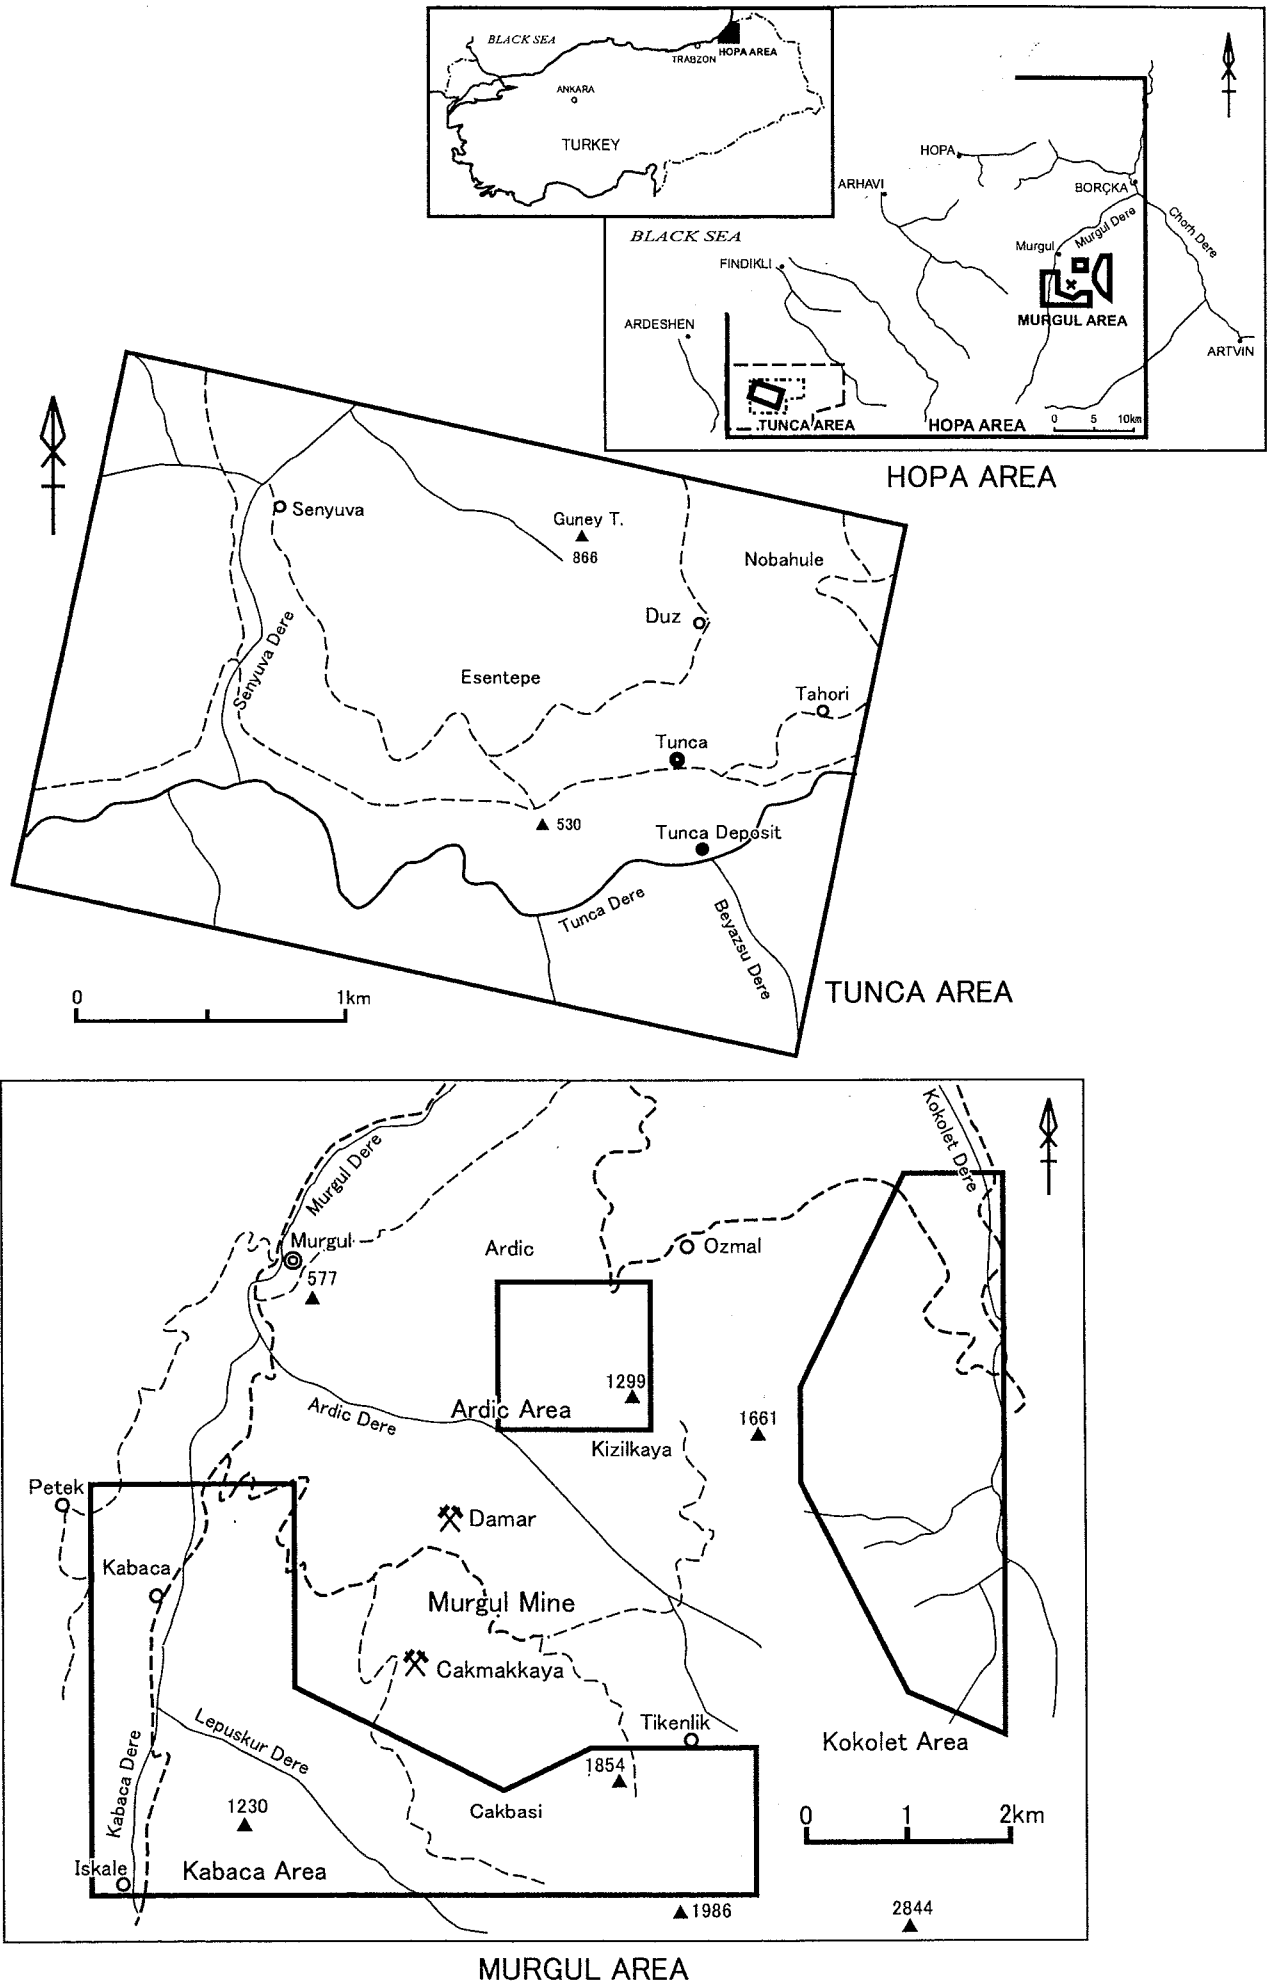 BLACK SEA
TRABZON
HOPA AREA
ANKARA
TURKEY
HOPA
ARHAVI
BORÇKA
BLACK SEA
Murgul
Murgul Dere
Chorh Dere
FINDIKLI
MURGUL AREA
ARDESHEN
ARTVIN
TUNCA AREA
HOPA AREA
0 5 10km
HOPA AREA
Senyuva
Guney T.
866
Nobahule
Duz
Senyuva Dere
Esentepe
Tahori
Tunca
530
Tunca Deposit
Tunca Dere
Beyazsu Dere
0 1km
TUNCA AREA
Kokolet Dere
Murgul Dere
Murgul
577
Ardic
Ozmal
1299
Ardic Dere
Ardic Area
1661
Kizilkaya
Petek
Damar
Kabaca
Murgul Mine
Cakmakkaya
Lepuskur Dere
Tikenlik
Kokolet Area
Kabaca Dere
1854
1230
Cakbasi
0 1 2km
Iskale
Kabaca Area
1986
2844
MURGUL AREA